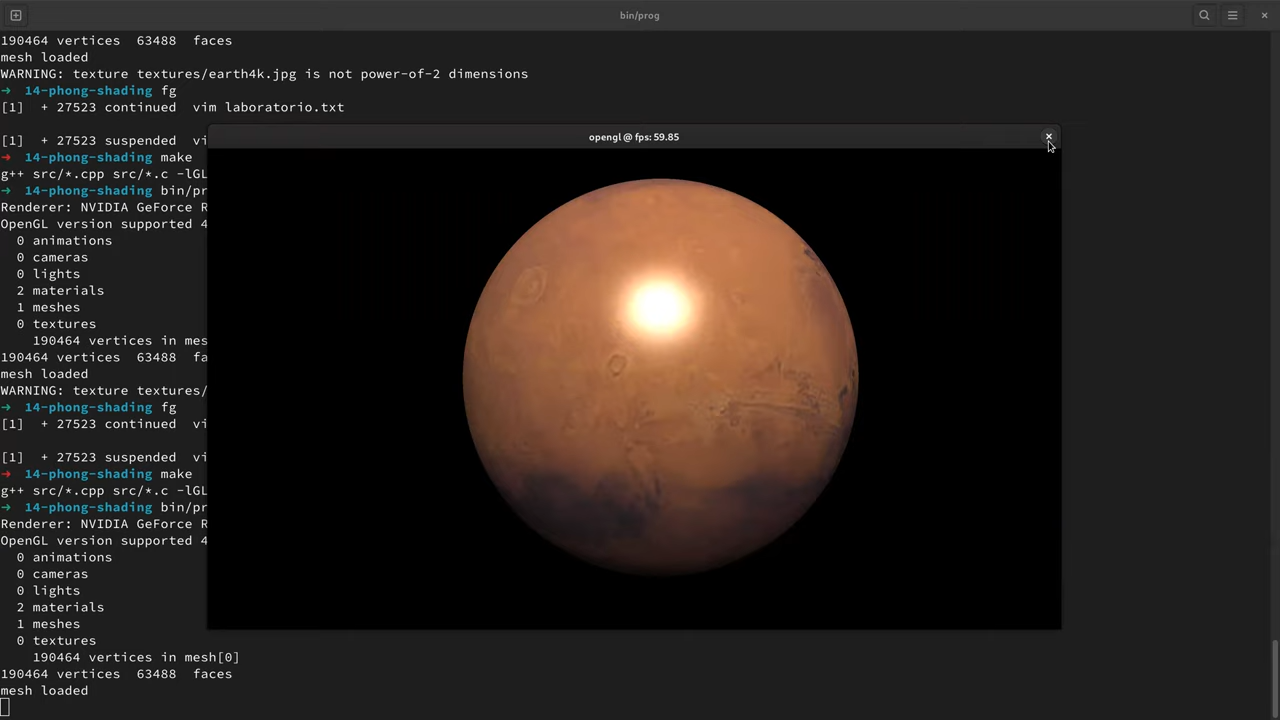 bin/prog
190464 vertices  63488  faces
mesh loaded
WARNING: texture textures/earth4k.jpg is not power-of-2 dimensions
➜  14-phong-shading fg
[1]  + 27523 continued  vim laboratorio.txt
[1]  + 27523 suspended  vi
➜  14-phong-shading make
g++ src/*.cpp src/*.c -lGL
➜  14-phong-shading bin/pr
Renderer: NVIDIA GeForce R
OpenGL version supported 4
0 animations
0 cameras
0 lights
2 materials
1 meshes
0 textures
190464 vertices in mes
190464 vertices  63488  fa
mesh loaded
WARNING: texture textures/
➜  14-phong-shading fg
[1]  + 27523 continued  vi
[1]  + 27523 suspended  vi
➜  14-phong-shading make
g++ src/*.cpp src/*.c -lGL
➜  14-phong-shading bin/pr
Renderer: NVIDIA GeForce R
OpenGL version supported 4
0 animations
0 cameras
0 lights
2 materials
1 meshes
0 textures
190464 vertices in mesh[0]
190464 vertices  63488  faces
mesh loaded
opengl @ fps: 59.85